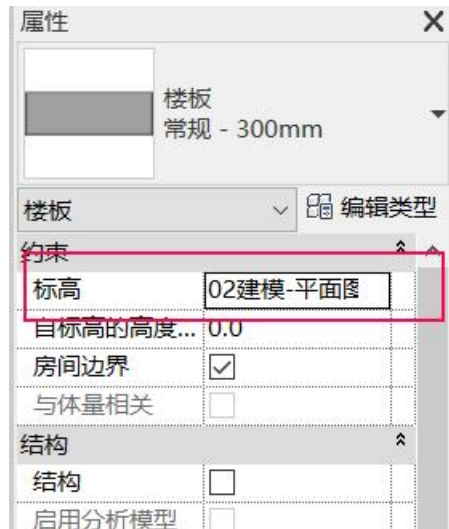 属性
楼板
常规 - 300mm
楼板 编辑类型
约束
标高 02建模-平面图
自标高的高度... 0.0
房间边界
与体量相关
结构
结构
启用分析模型